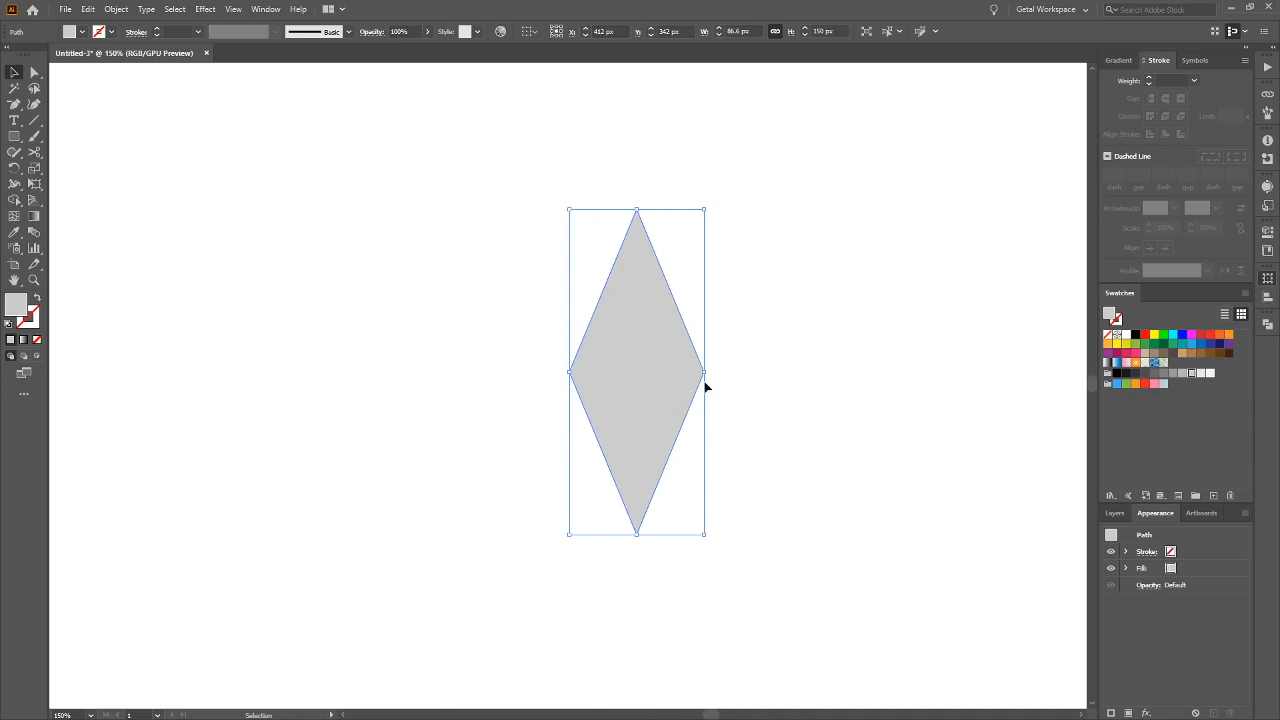 Ai File Edit Object Type Select Effect View Window Help Getal Workspace Search Adobe Stock
Path Stroke: Basic Opacity: 100% Style: X: 412 px Y: 342 px W: 86.6 px H: 150 px
Untitled-3* @ 150% (RGB/GPU Preview) ×
Gradient Stroke Symbols
Weight:
Cap:
Corner: Limit: x
Align Stroke:
Dashed Line
dash gap dash gap dash gap
Arrowheads:
Scale: 100% 100%
Align:
Profile:
Swatches
Layers Appearance Artboards
Path
Stroke:
Fill:
Opacity: Default
fx
150% 1 Selection